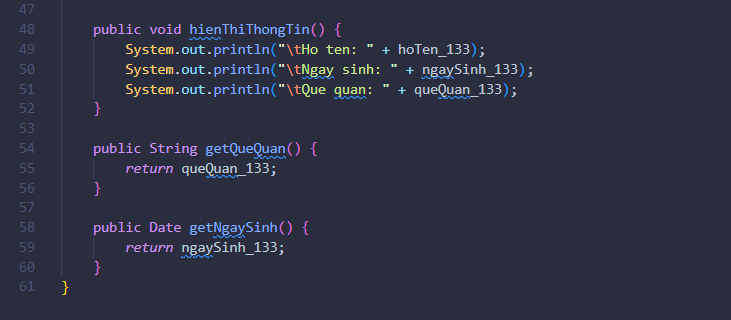 47
48 public void hienThiThongTin() {
49 System.out.println("\tHo ten: " + hoTen_133);
50 System.out.println("\tNgay sinh: " + ngaySinh_133);
51 System.out.println("\tQue quan: " + queQuan_133);
52 }
53
54 public String getQueQuan() {
55 return queQuan_133;
56 }
57
58 public Date getNgaySinh() {
59 return ngaySinh_133;
60 }
61 }